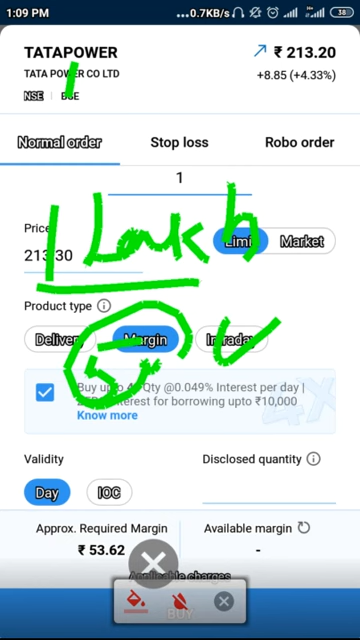 1:09 PM ...0.7KB/s 38
TATAPOWER ₹ 213.20
TATA POWER CO LTD +8.85 (+4.33%)
NSE | BSE
Normal order Stop loss Robo order
1
Price
213.30 Limit Market
1 Lakh
Product type
Delivery Margin Intraday
5
Buy upto 4 Qty @0.049% Interest per day |
Interest for borrowing upto ₹10,000
Know more
4X
Validity Disclosed quantity
Day IOC
Approx. Required Margin Available margin
₹ 53.62 -
Applicable charges
BUY